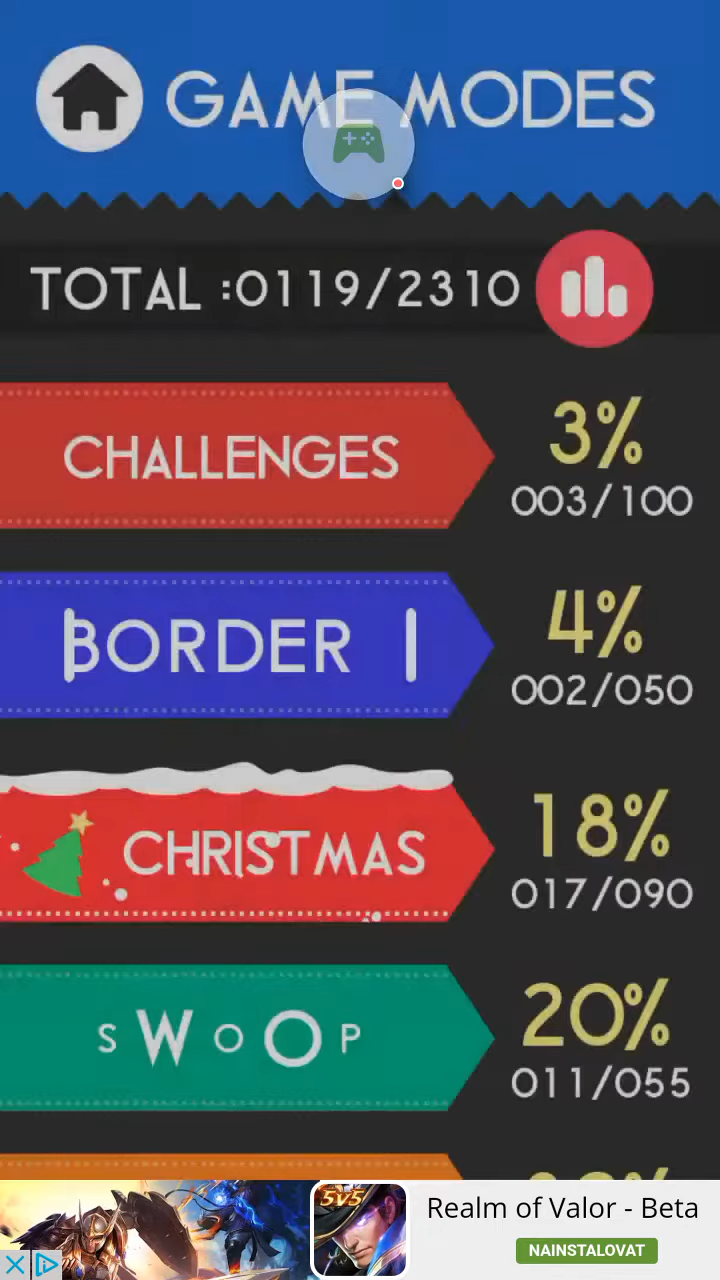 GAME MODES
TOTAL :0119/2310
CHALLENGES
3%
003/100
BORDER
4%
002/050
CHRISTMAS
18%
017/090
SWOOP
20%
011/055
5V5
Realm of Valor - Beta
NAINSTALOVAT